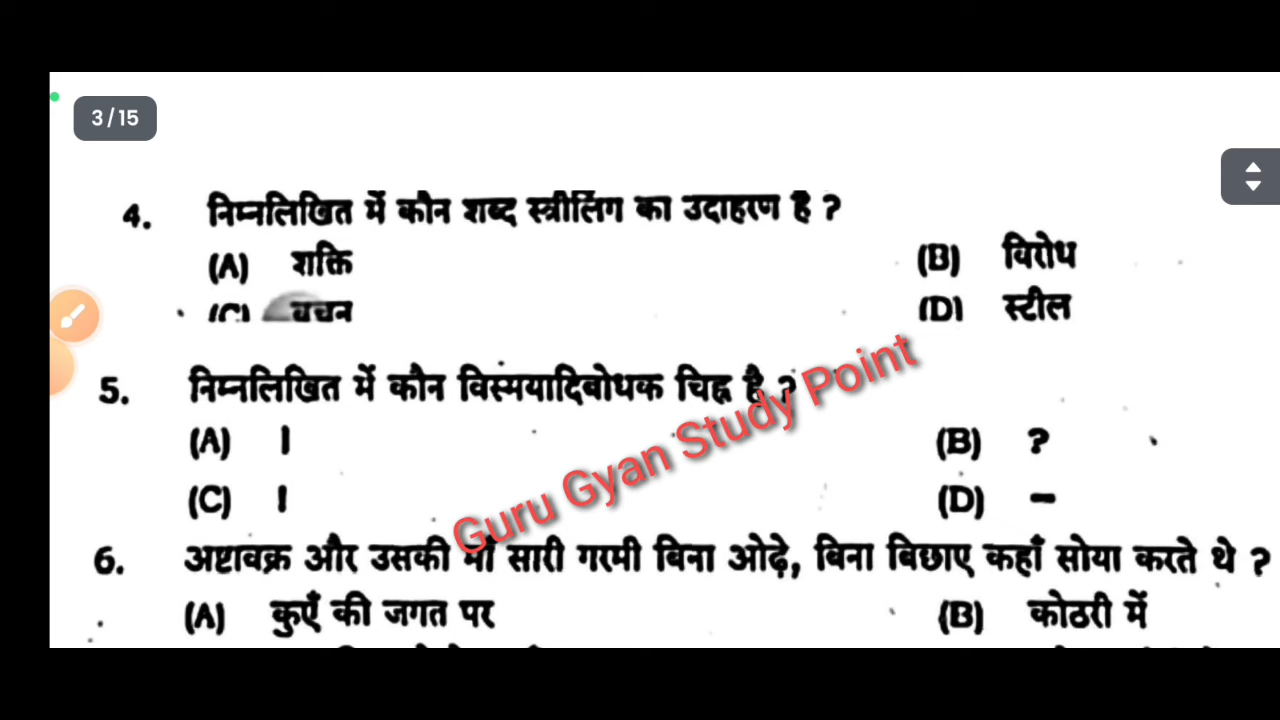 3/15
4. निम्नलिखित में कौन शब्द स्त्रीलिंग का उदाहरण है ?
(A) शक्ति (B) विरोध
(C) वचन (D) स्टील
5. निम्नलिखित में कौन विस्मयादिबोधक चिह्न है ?
(A) । (B) ?
(C) ! (D) –
Guru Gyan Study Point
6. अष्टावक्र और उसकी माँ सारी गरमी बिना ओढ़े, बिना बिछाए कहाँ सोया करते थे ?
(A) कुएँ की जगत पर (B) कोठरी में